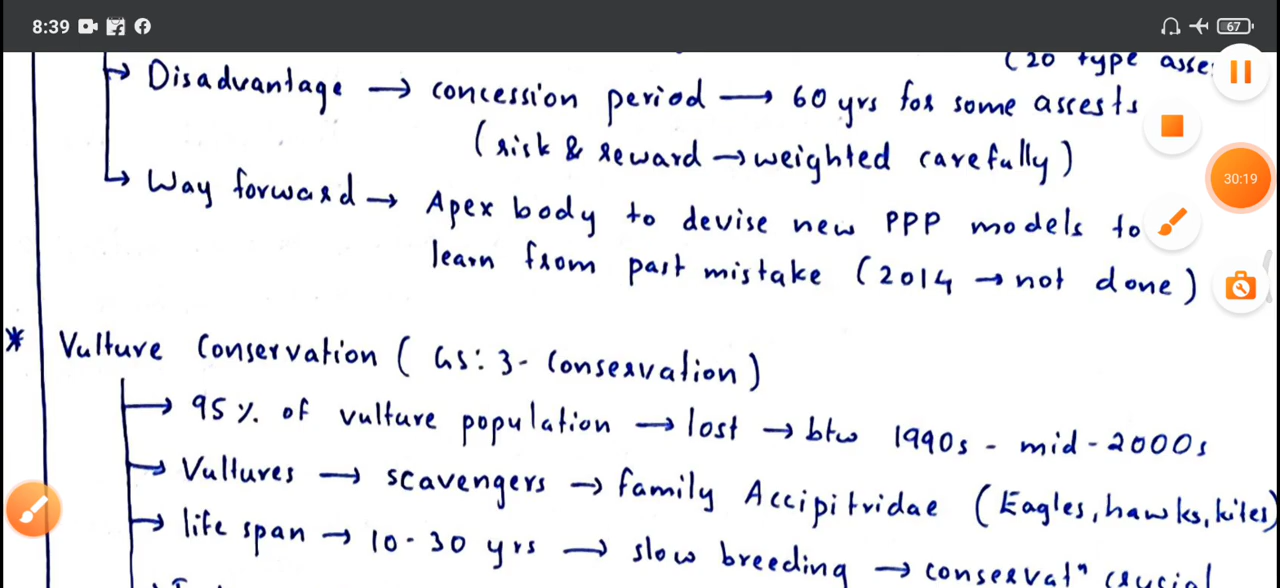 8:39
67
(20 type asse
Disadvantage → concession period → 60 yrs for some assests
(risk & reward → weighted carefully)
30:19
Way forward → Apex body to devise new PPP models to
learn from past mistake (2014 → not done)
* Vulture Conservation (GS: 3 - Conservation)
→ 95% of vulture population → lost → btw 1990s - mid-2000s
→ Vultures → scavengers → family Accipitridae (Eagles, hawks, kites)
→ life span → 10-30 yrs → slow breeding → conservatⁿ crucial